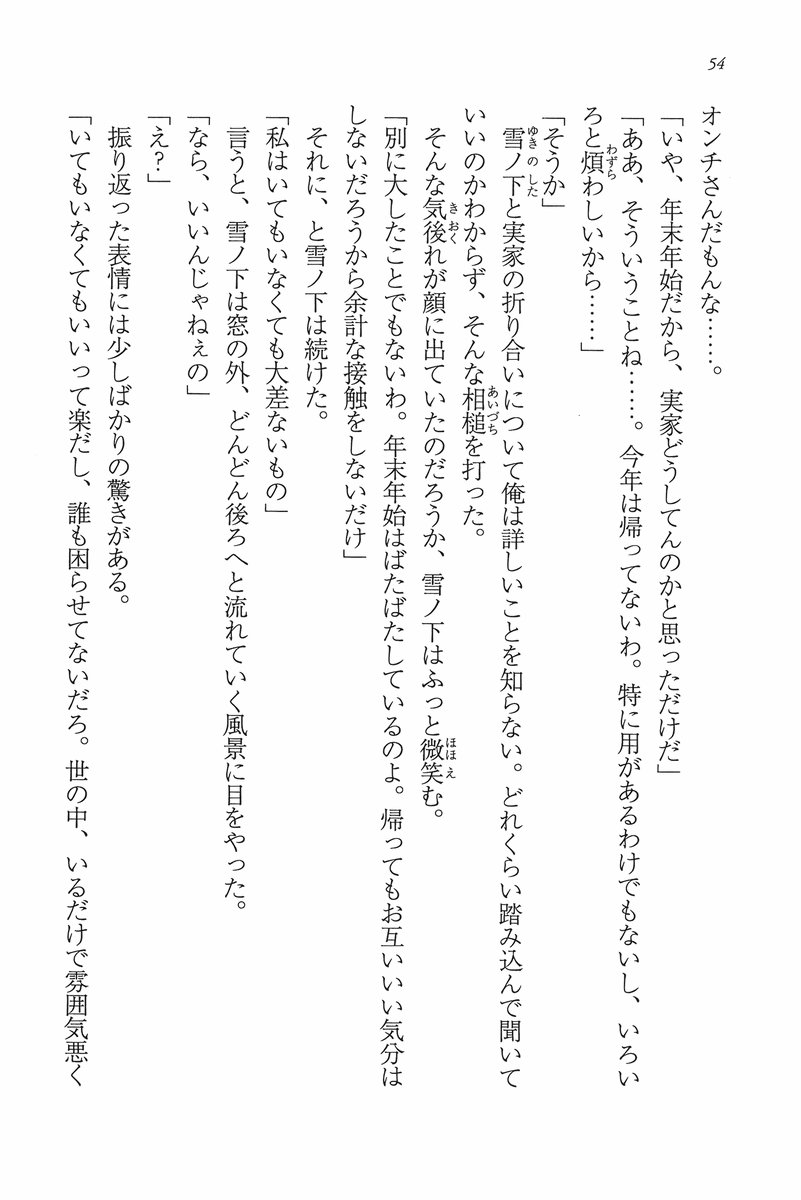 54
オンチさんだもんな……。
「いや、年末年始だから、実家どうしてんのかと思っただけだ」
「ああ、そういうことね……。今年は帰ってないわ。特に用があるわけでもないし、いろい
ろと煩わしいから……」
「そうか」
雪ノ下と実家の折り合いについて俺は詳しいことを知らない。どれくらい踏み込んで聞いて
いいのかわからず、そんな相槌を打った。
そんな気後れが顔に出ていたのだろうか、雪ノ下はふっと微笑む。
「別に大したことでもないわ。年末年始はばたばたしているのよ。帰ってもお互いいい気分は
しないだろうから余計な接触をしないだけ」
それに、と雪ノ下は続けた。
「私はいてもいなくても大差ないもの」
言うと、雪ノ下は窓の外、どんどん後ろへと流れていく風景に目をやった。
「なら、いいんじゃねぇの」
「え?」
振り返った表情には少しばかりの驚きがある。
「いてもいなくてもいいって楽だし、誰も困らせてないだろ。世の中、いるだけで雰囲気悪く